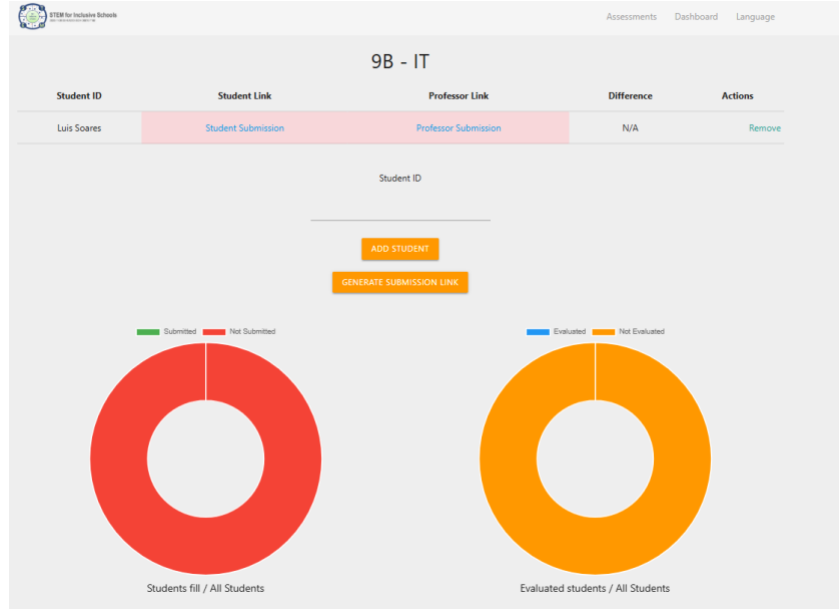 STEM for Inclusive Schools
Assessments Dashboard Language
9B - IT
Student ID Student Link Professor Link Difference Actions
Luis Soares Student Submission Professor Submission N/A Remove
Student ID
ADD STUDENT
GENERATE SUBMISSION LINK
Submitted Not Submitted
Evaluated Not Evaluated
Students fill / All Students
Evaluated students / All Students